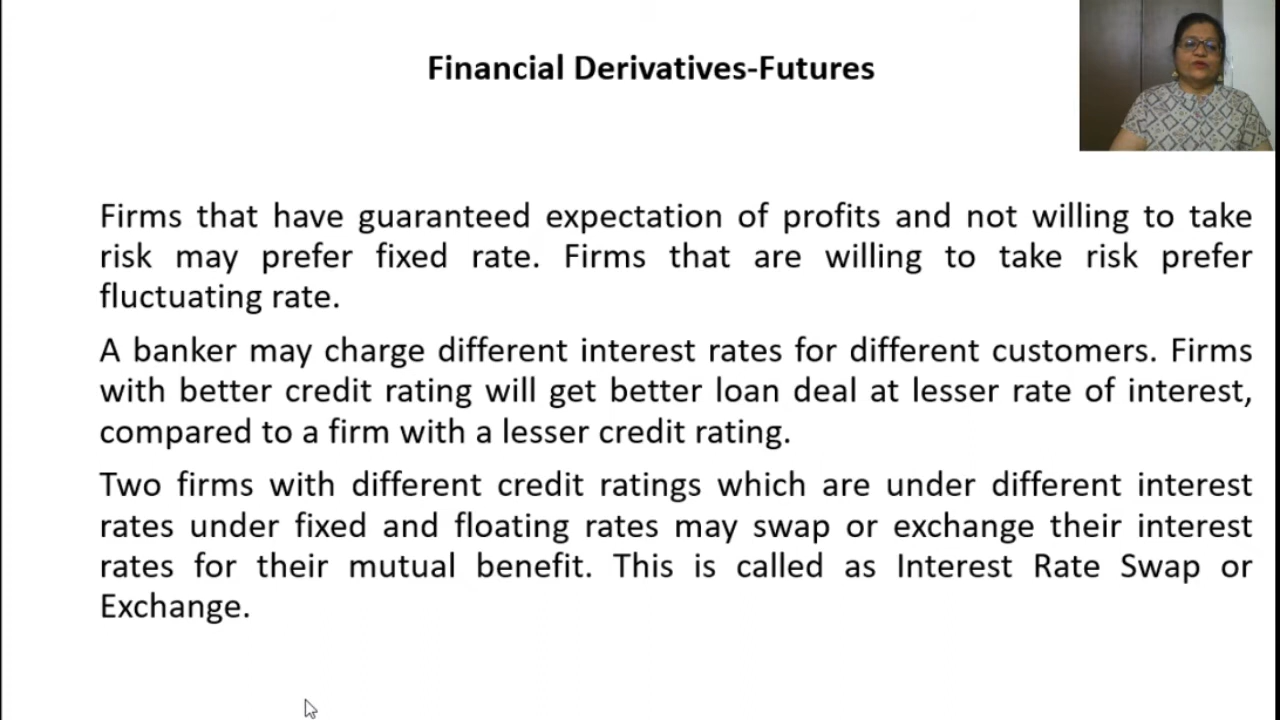 Financial Derivatives-Futures
Firms that have guaranteed expectation of profits and not willing to take
risk may prefer fixed rate. Firms that are willing to take risk prefer
fluctuating rate.
A banker may charge different interest rates for different customers. Firms
with better credit rating will get better loan deal at lesser rate of interest,
compared to a firm with a lesser credit rating.
Two firms with different credit ratings which are under different interest
rates under fixed and floating rates may swap or exchange their interest
rates for their mutual benefit. This is called as Interest Rate Swap or
Exchange.